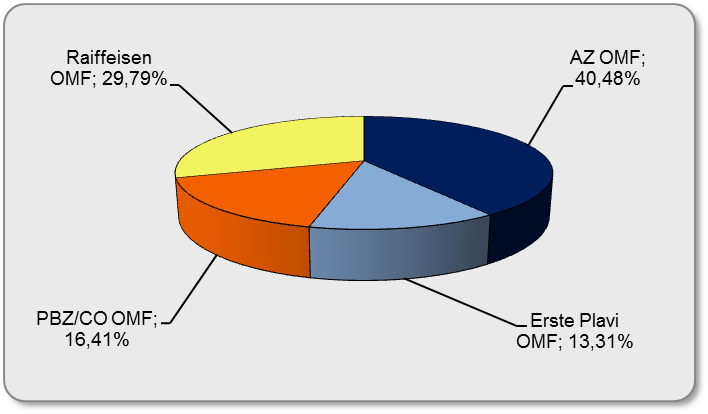 Raiffeisen
OMF; 29,79%
AZ OMF;
40,48%
PBZ/CO OMF;
16,41%
Erste Plavi
OMF; 13,31%